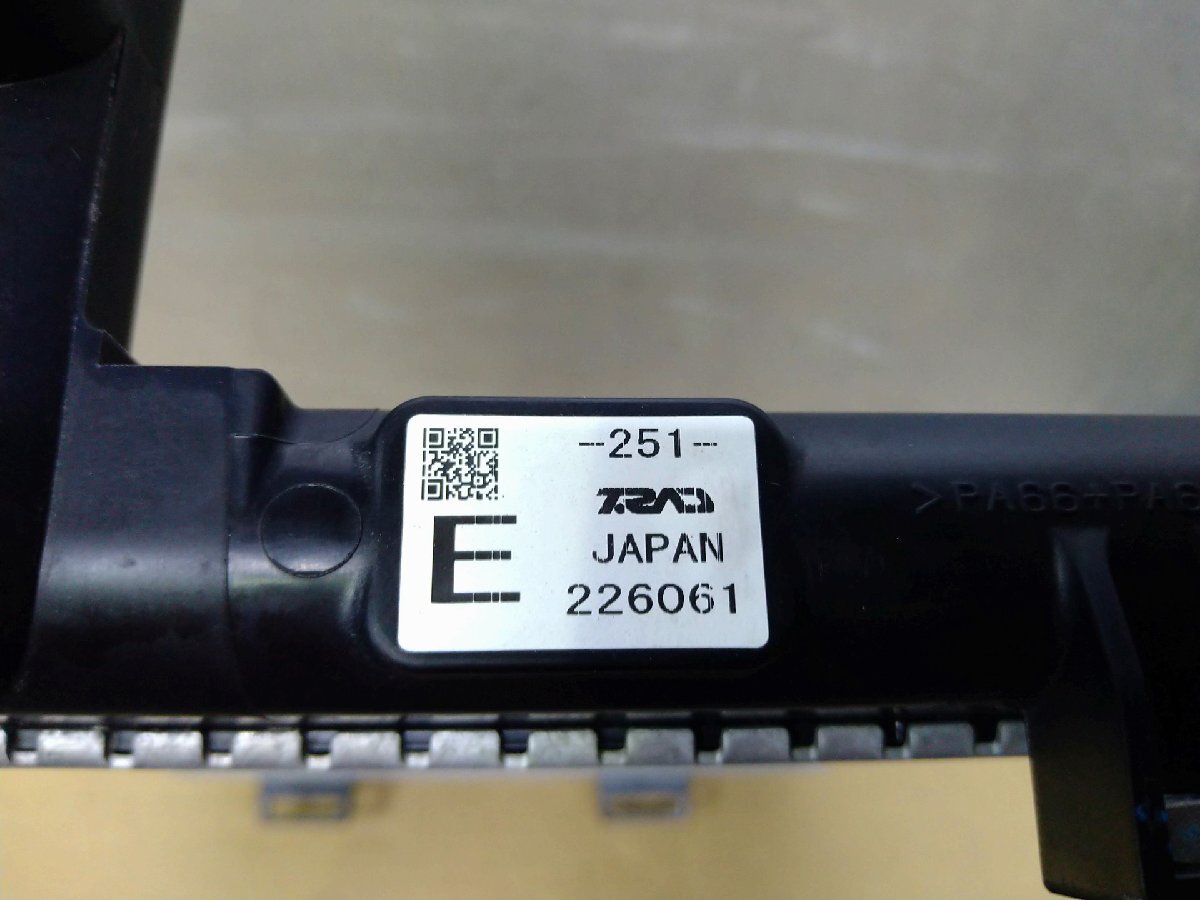 -251-
T.RAD
E
JAPAN
226061
>PA66+PA6